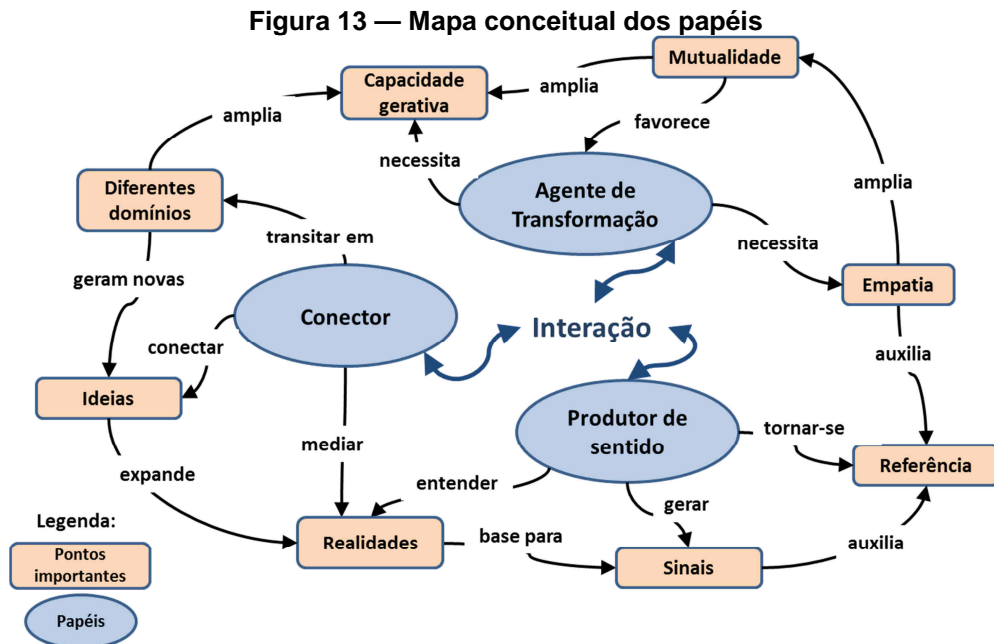 Figura 13 — Mapa conceitual dos papéis
Mutualidade
Capacidade
gerativa
amplia
amplia
favorece
necessita
Agente de
Transformação
Diferentes
domínios
amplia
transitar em
necessita
geram novas
Empatia
Conector
Interação
conectar
auxilia
Ideias
Produtor de
sentido
tornar-se
mediar
Referência
expande
entender
gerar
Legenda:
Realidades
base para
auxilia
Pontos
importantes
Sinais
Papéis